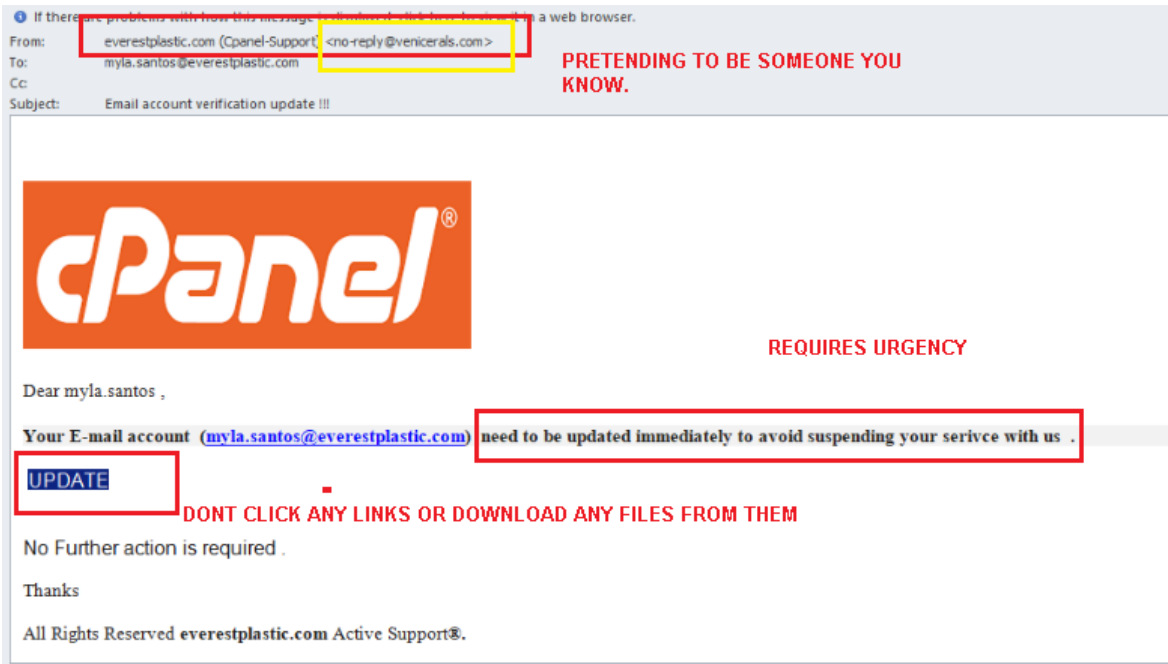 If there are problems with how this message is displayed, click here to view it in a web browser.
From: everestplastic.com (Cpanel-Support) <no-reply@venicerals.com>
To: myla.santos@everestplastic.com
PRETENDING TO BE SOMEONE YOU
KNOW.
Cc:
Subject: Email account verification update !!!
cPanel®
REQUIRES URGENCY
Dear myla.santos ,
Your E-mail account (myla.santos@everestplastic.com) need to be updated immediately to avoid suspending your serivce with us .
UPDATE
DONT CLICK ANY LINKS OR DOWNLOAD ANY FILES FROM THEM
No Further action is required .
Thanks
All Rights Reserved everestplastic.com Active Support®.